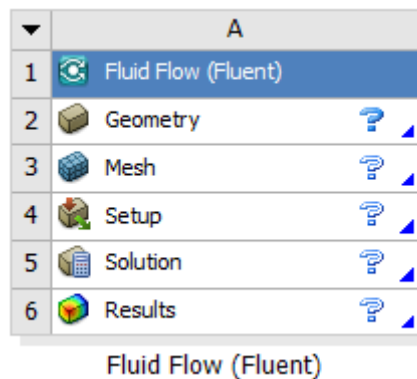 A
1 Fluid Flow (Fluent)
2 Geometry ?
3 Mesh ?
4 Setup ?
5 Solution ?
6 Results ?
Fluid Flow (Fluent)